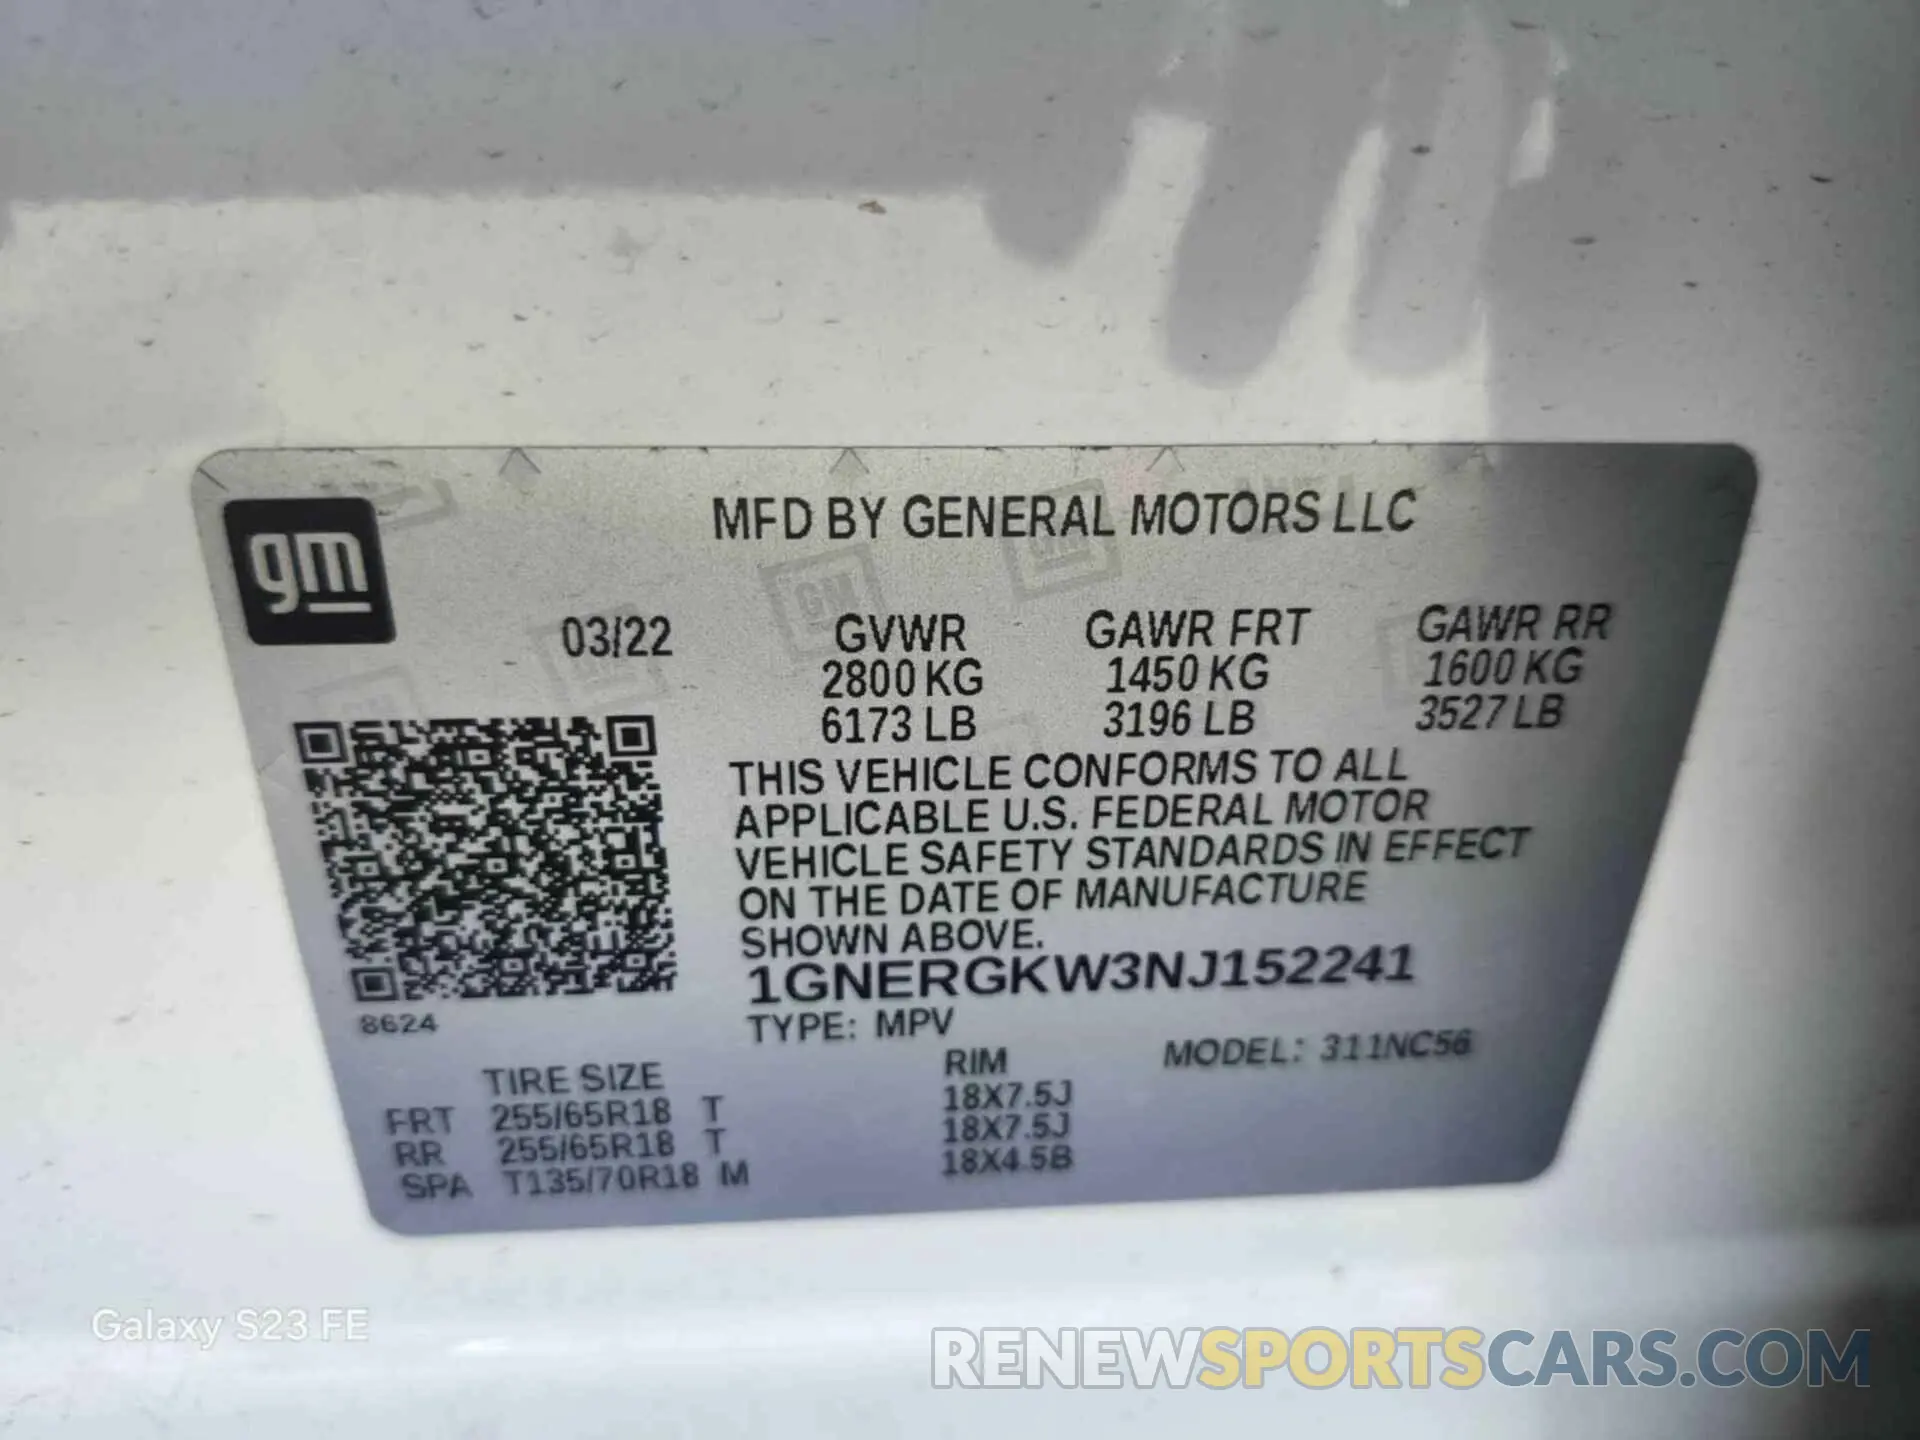 gm
MFD BY GENERAL MOTORS LLC
03/22 GVWR GAWR FRT GAWR RR
2800 KG 1450 KG 1600 KG
6173 LB 3196 LB 3527 LB
THIS VEHICLE CONFORMS TO ALL
APPLICABLE U.S. FEDERAL MOTOR
VEHICLE SAFETY STANDARDS IN EFFECT
ON THE DATE OF MANUFACTURE
SHOWN ABOVE.
1GNERGKW3NJ152241
8624
TYPE: MPV
MODEL: 311NC56
TIRE SIZE RIM
FRT 255/65R18 T 18X7.5J
RR 255/65R18 T 18X7.5J
SPA T135/70R18 M 18X4.5B
Galaxy S23 FE
RENEWSPORTSCARS.COM